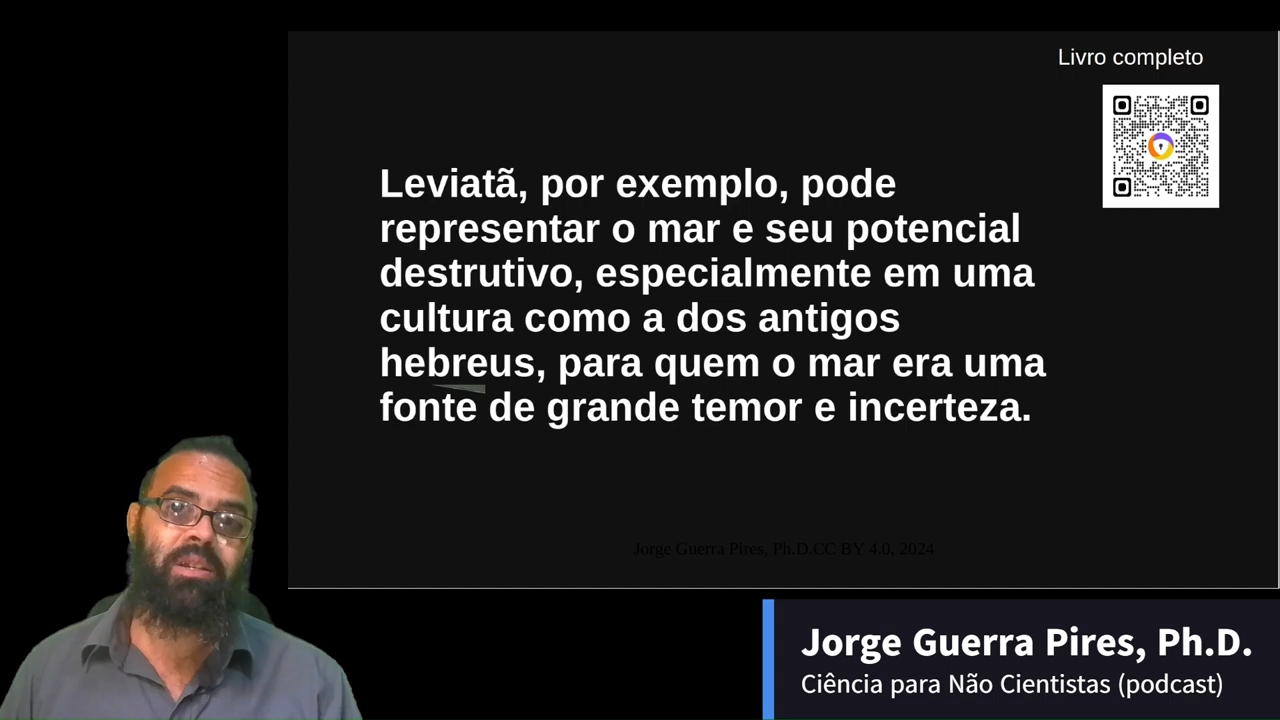 Livro completo
Leviatã, por exemplo, pode
representar o mar e seu potencial
destrutivo, especialmente em uma
cultura como a dos antigos
hebreus, para quem o mar era uma
fonte de grande temor e incerteza.
Jorge Guerra Pires, Ph.D.CC BY 4.0, 2024
Jorge Guerra Pires, Ph.D.
Ciência para Não Cientistas (podcast)